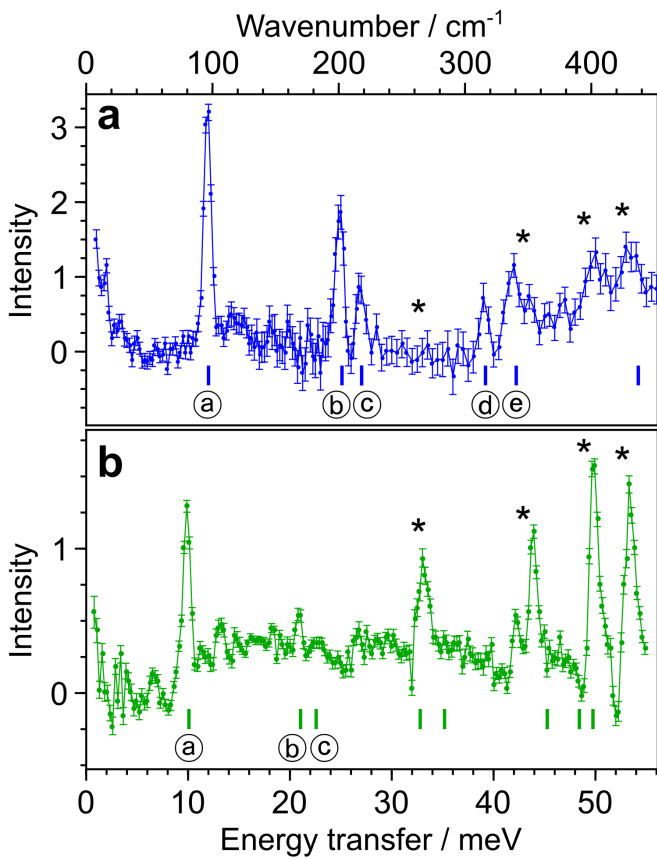 Wavenumber / cm-1
0 100 200 300 400
a
3
2
1
0
Intensity
* * * *
a b c d e
b
* * * *
1
0
Intensity
a b c
0 10 20 30 40 50
Energy transfer / meV